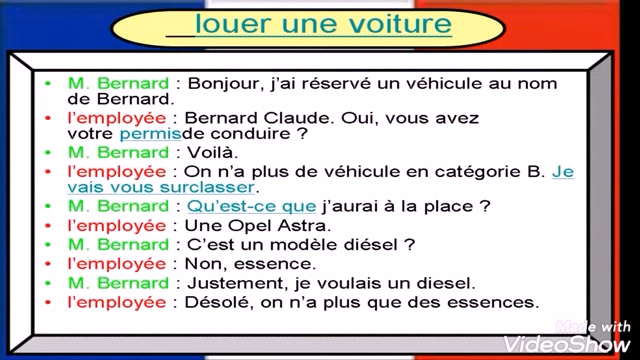 louer une voiture
• M. Bernard : Bonjour, j'ai réservé un véhicule au nom
de Bernard.
• l'employée : Bernard Claude. Oui, vous avez
votre permisde conduire ?
• M. Bernard : Voilà.
• l'employée : On n'a plus de véhicule en catégorie B. Je
vais vous surclasser.
• M. Bernard : Qu'est-ce que j'aurai à la place ?
• l'employée : Une Opel Astra.
• M. Bernard : C'est un modèle diésel ?
• l'employée : Non, essence.
• M. Bernard : Justement, je voulais un diesel.
• l'employée : Désolé, on n'a plus que des essences.
Made with
VideoShow